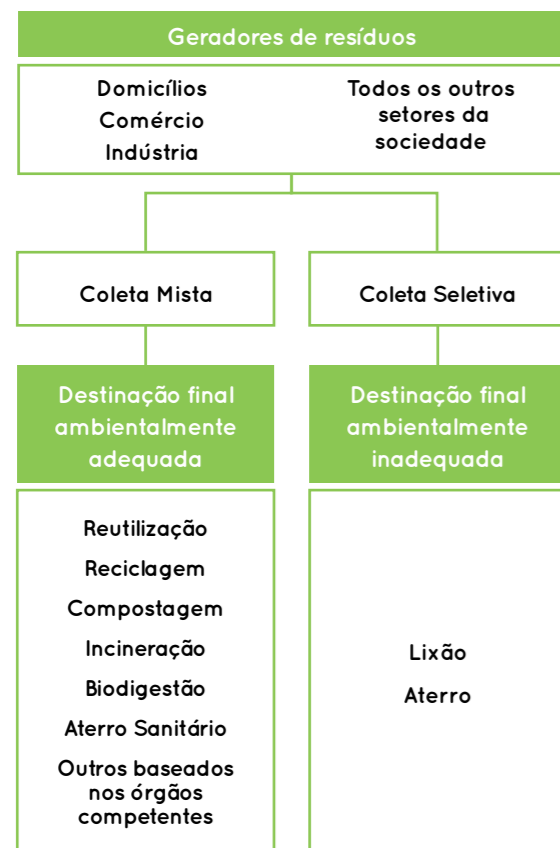 Geradores de resíduos
Domicílios
Comércio
Indústria
Todos os outros
setores da
sociedade
Coleta Mista
Coleta Seletiva
Destinação final
ambientalmente
adequada
Destinação final
ambientalmente
inadequada
Reutilização
Reciclagem
Compostagem
Incineração
Biodigestão
Aterro Sanitário
Outros baseados
nos órgãos
competentes
Lixão
Aterro